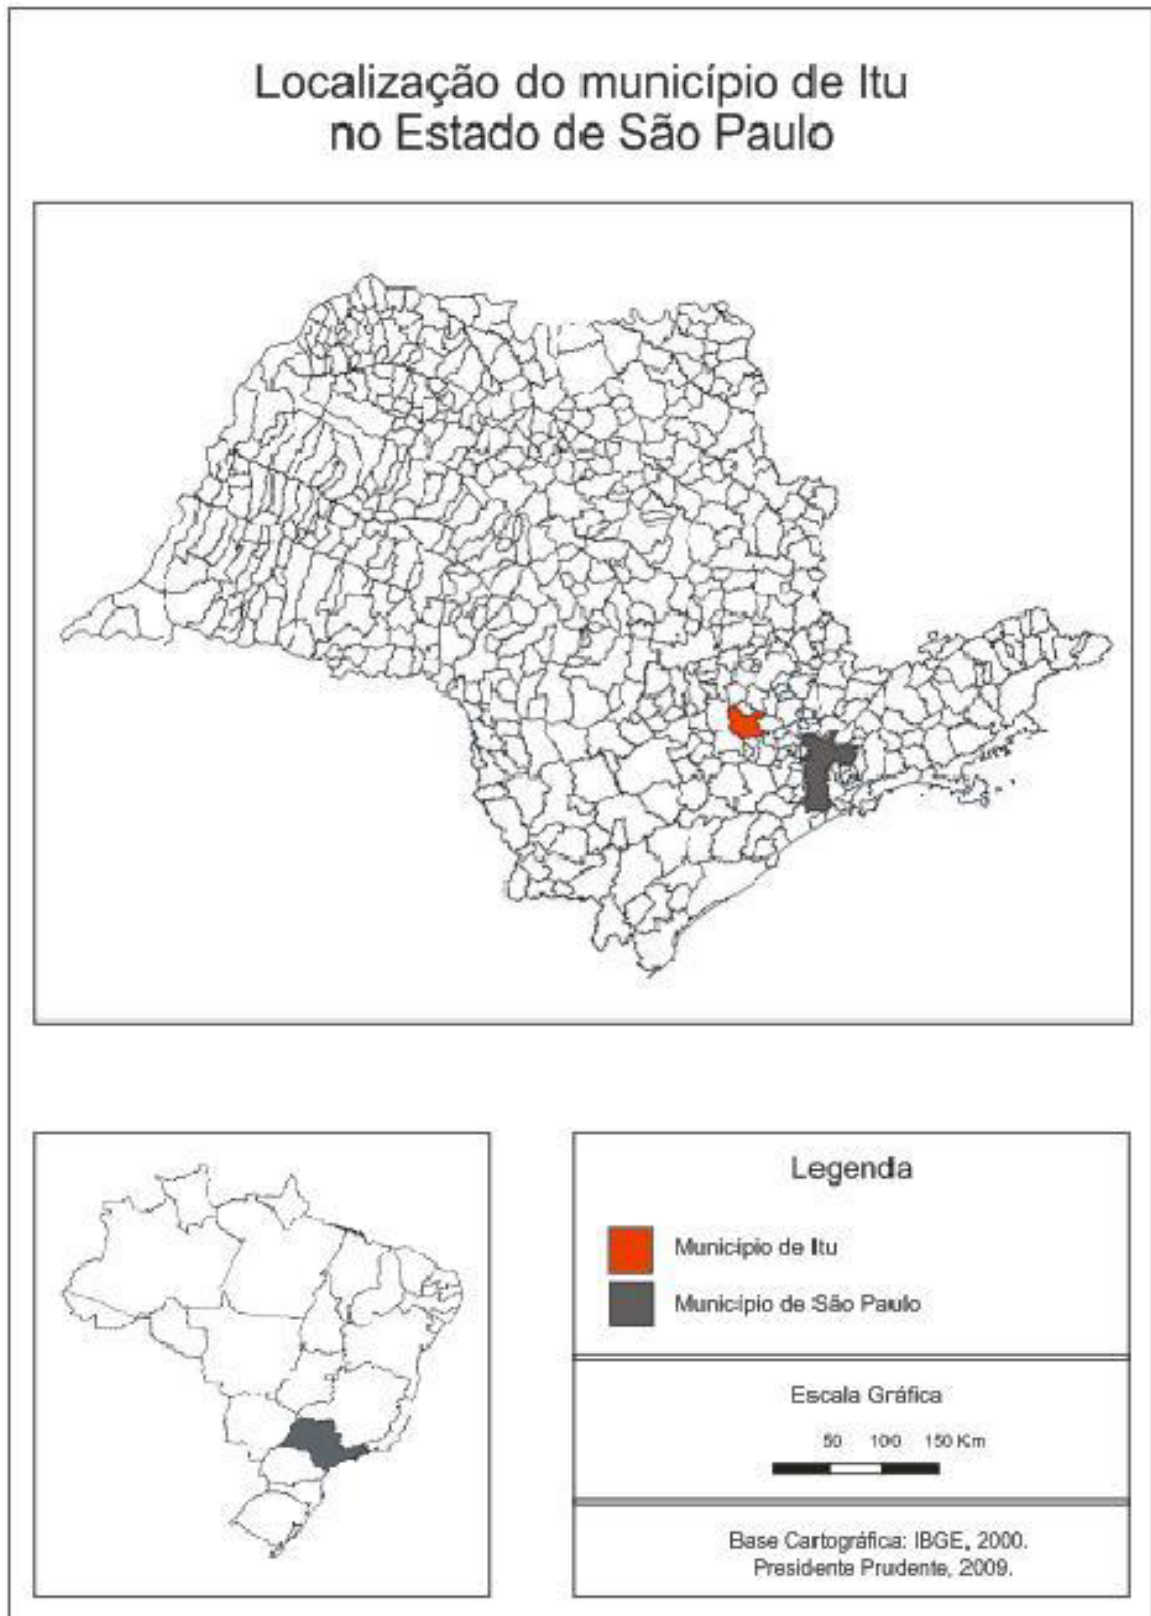 Localização do município de Itu
no Estado de São Paulo
Legenda
Município de Itu
Município de São Paulo
Escala Gráfica
50 100 150 Km
Base Cartográfica: IBGE, 2000.
Presidente Prudente, 2009.